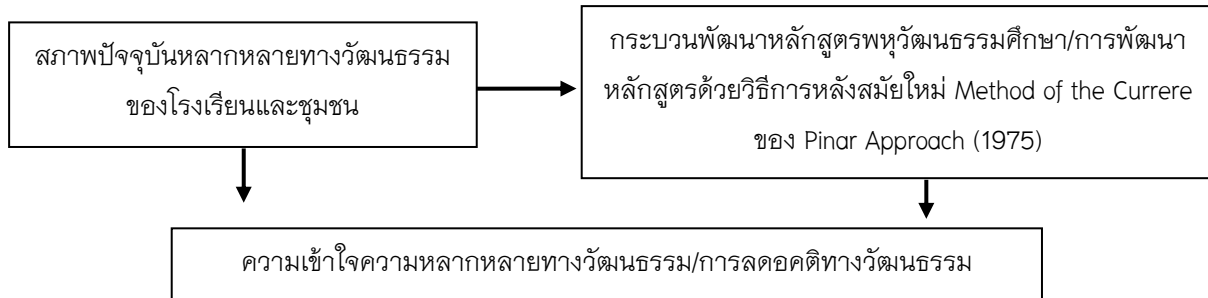 สภาพปัจจุบันหลากหลายทางวัฒนธรรม
ของโรงเรียนและชุมชน
กระบวนพัฒนาหลักสูตรพหุวัฒนธรรมศึกษา/การพัฒนา
หลักสูตรด้วยวิธีการหลังสมัยใหม่ Method of the Currere
ของ Pinar Approach (1975)
ความเข้าใจความหลากหลายทางวัฒนธรรม/การลดอคติทางวัฒนธรรม